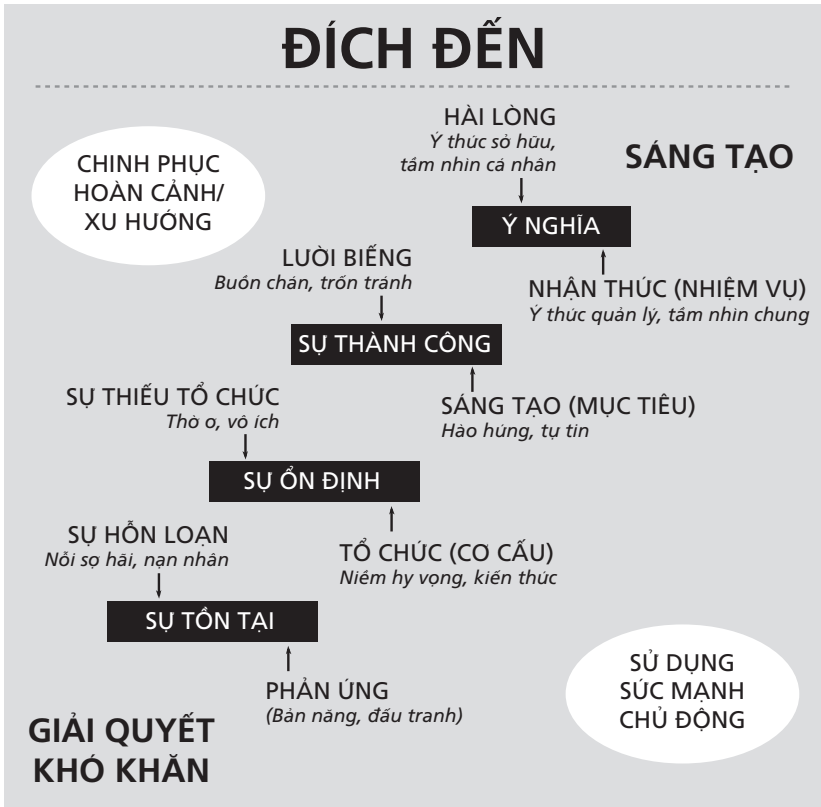 ĐÍCH ĐẾN
HÀI LÒNG
Ý thức sở hữu,
tầm nhìn cá nhân
SÁNG TẠO
CHINH PHỤC
HOÀN CẢNH/
XU HƯỚNG
Ý NGHĨA
LƯỜI BIẾNG
Buồn chán, trốn tránh
NHẬN THỨC (NHIỆM VỤ)
Ý thức quản lý, tầm nhìn chung
SỰ THÀNH CÔNG
SỰ THIẾU TỔ CHỨC
Thờ ơ, vô ích
SÁNG TẠO (MỤC TIÊU)
Hào hứng, tự tin
SỰ ỔN ĐỊNH
SỰ HỖN LOẠN
Nỗi sợ hãi, nạn nhân
TỔ CHỨC (CƠ CẤU)
Niềm hy vọng, kiến thức
SỰ TỒN TẠI
SỬ DỤNG
SỨC MẠNH
CHỦ ĐỘNG
PHẢN ỨNG
(Bản năng, đấu tranh)
GIẢI QUYẾT
KHÓ KHĂN